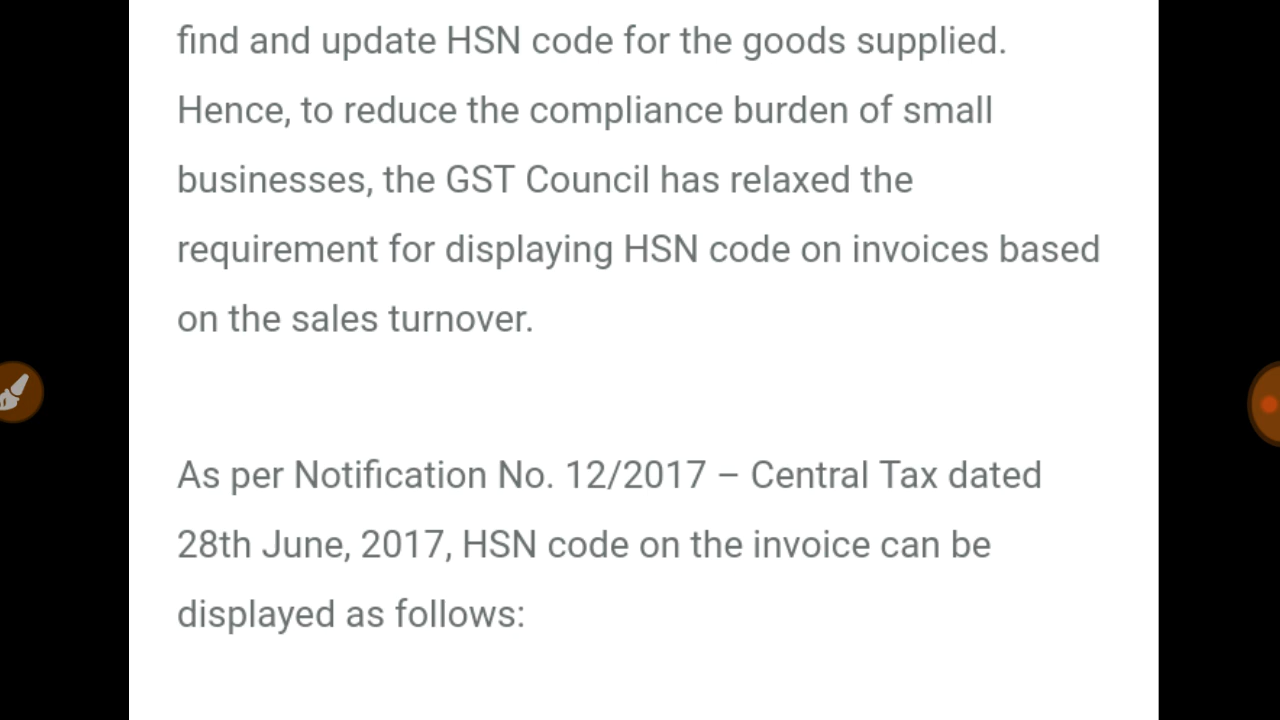 find and update HSN code for the goods supplied.
Hence, to reduce the compliance burden of small
businesses, the GST Council has relaxed the
requirement for displaying HSN code on invoices based
on the sales turnover.
As per Notification No. 12/2017 – Central Tax dated
28th June, 2017, HSN code on the invoice can be
displayed as follows: